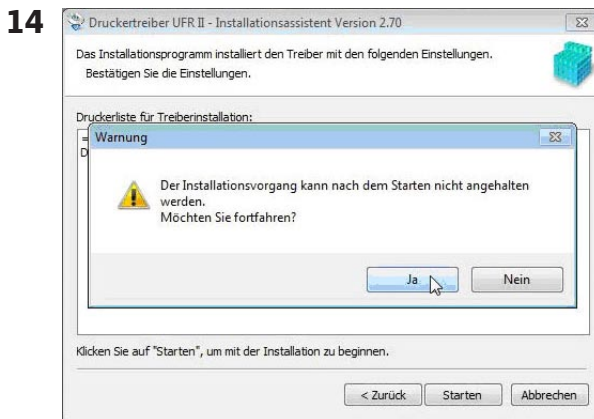 14
Druckertreiber UFR II - Installationsassistent Version 2.70
Das Installationsprogramm installiert den Treiber mit den folgenden Einstellungen.
Bestätigen Sie die Einstellungen.
Druckerliste für Treiberinstallation:
Warnung
D
Der Installationsvorgang kann nach dem Starten nicht angehalten
werden.
Möchten Sie fortfahren?
Ja Nein
Klicken Sie auf "Starten", um mit der Installation zu beginnen.
< Zurück Starten Abbrechen